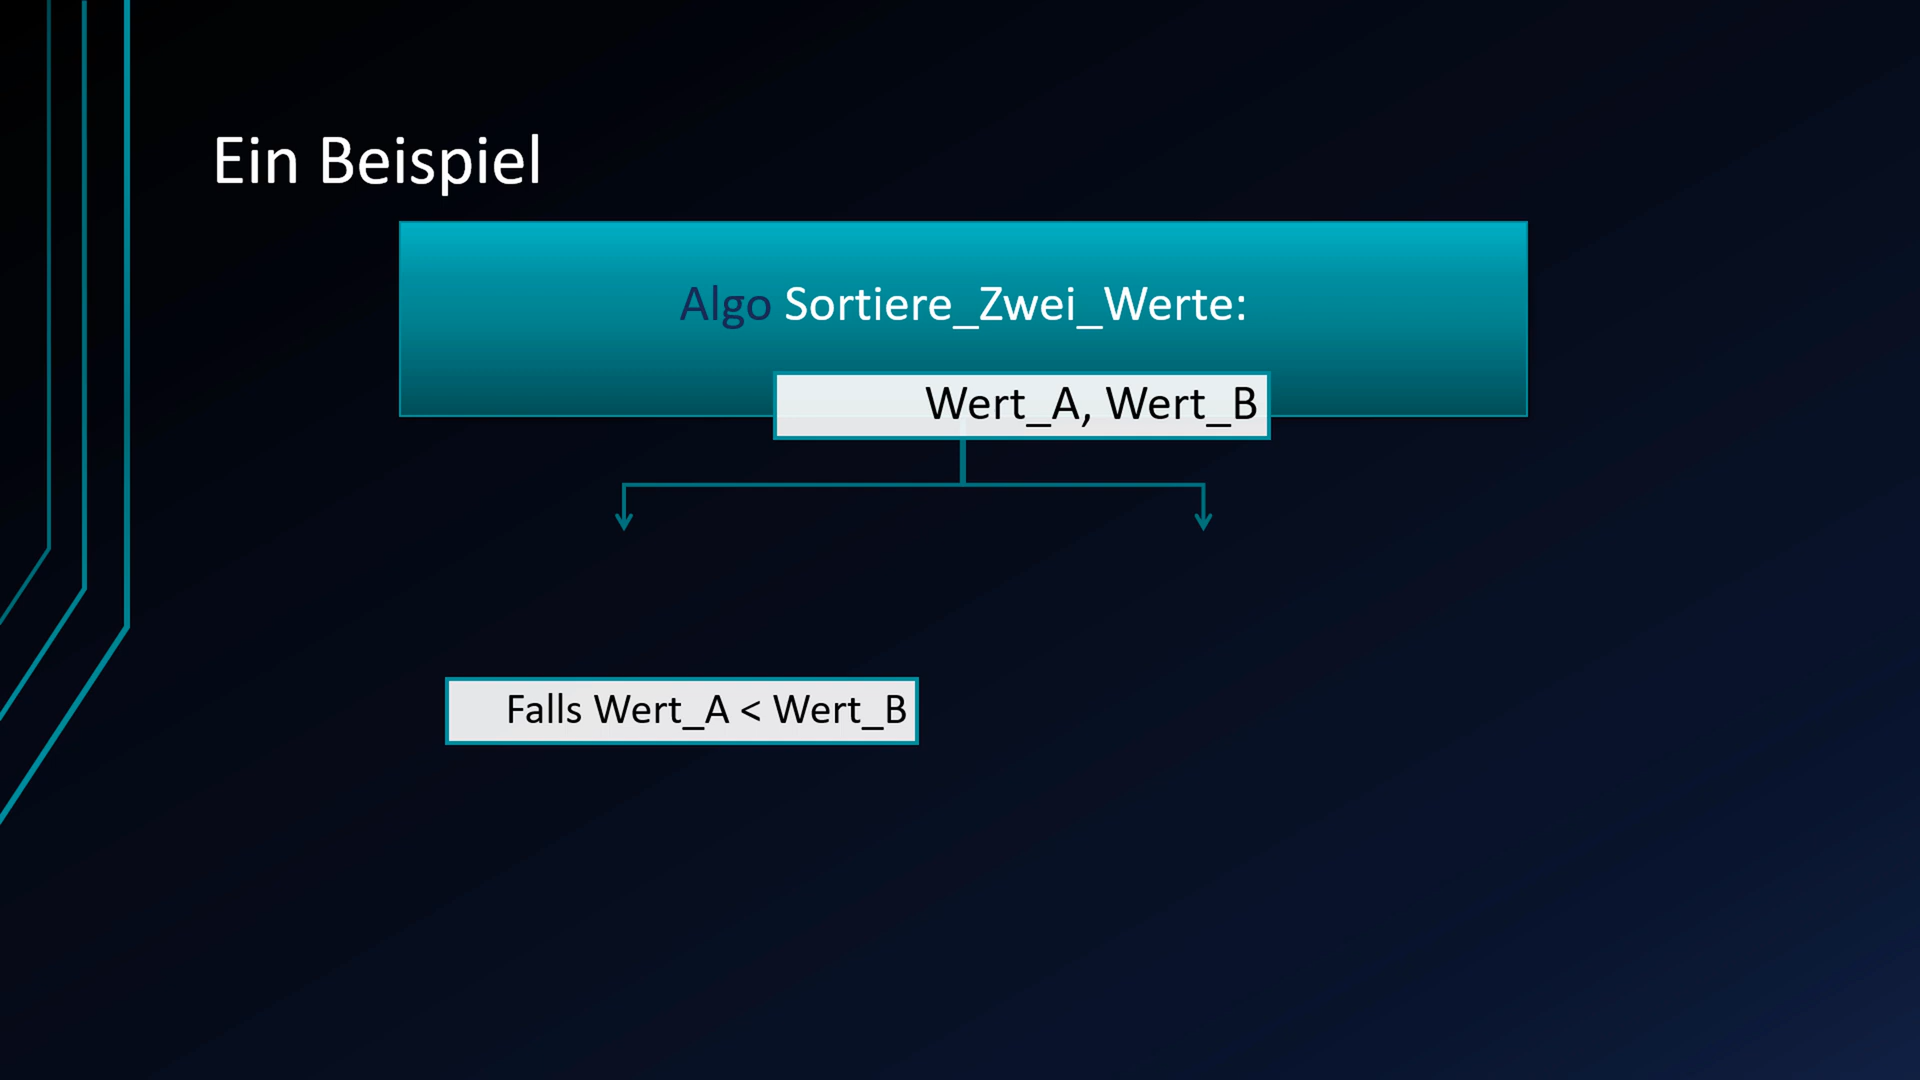 Ein Beispiel
Algo Sortiere_Zwei_Werte:
Wert_A, Wert_B
Falls Wert_A < Wert_B